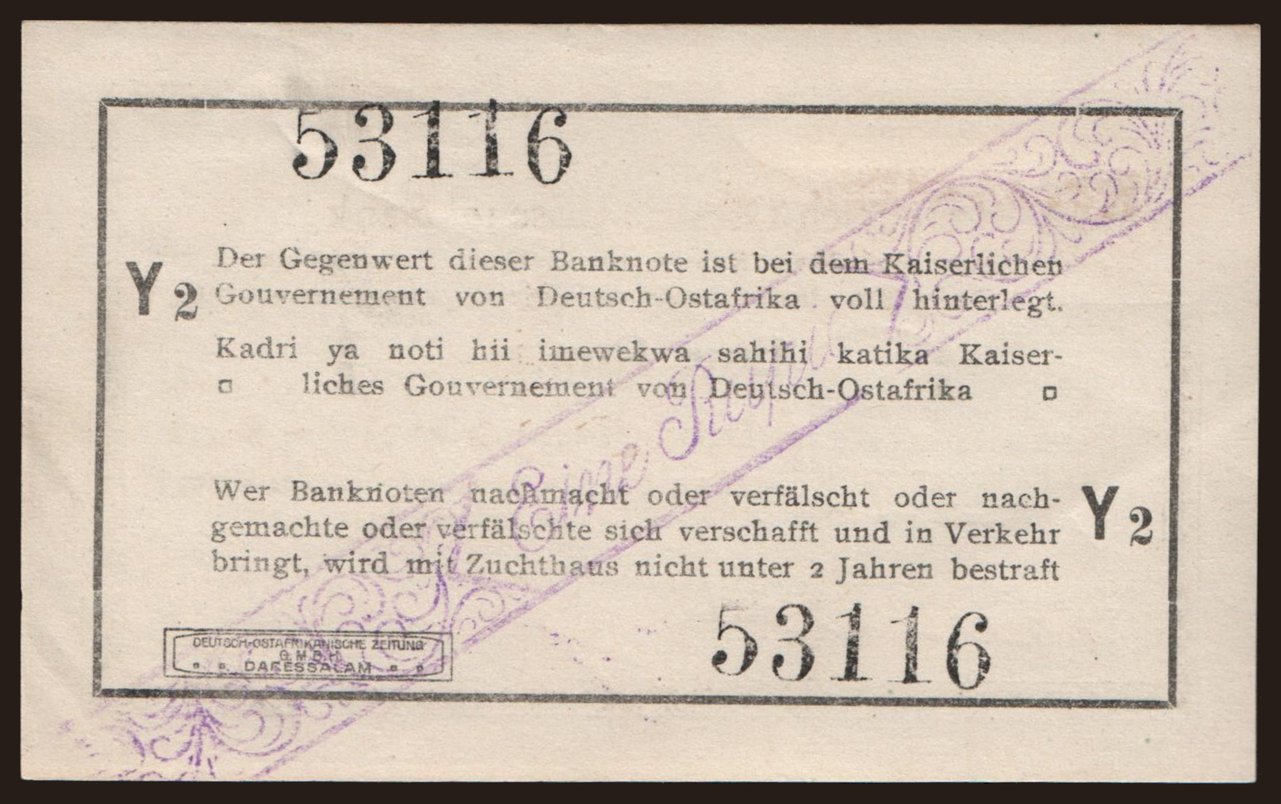 53116
Y2
Der Gegenwert dieser Banknote ist bei dem Kaiserlichen
Gouvernement von Deutsch-Ostafrika voll hinterlegt.
Kadri ya noti hii imewekwa sahihi katika Kaiser-
liches Gouvernement von Deutsch-Ostafrika
Eine Rupie
Wer Banknoten nachmacht oder verfälscht oder nach-
gemachte oder verfälschte sich verschafft und in Verkehr
bringt, wird mit Zuchthaus nicht unter 2 Jahren bestraft
Y2
53116
DEUTSCH-OSTAFRIKANISCHE ZEITUNG
G.M.B.H.
DARESSALAM